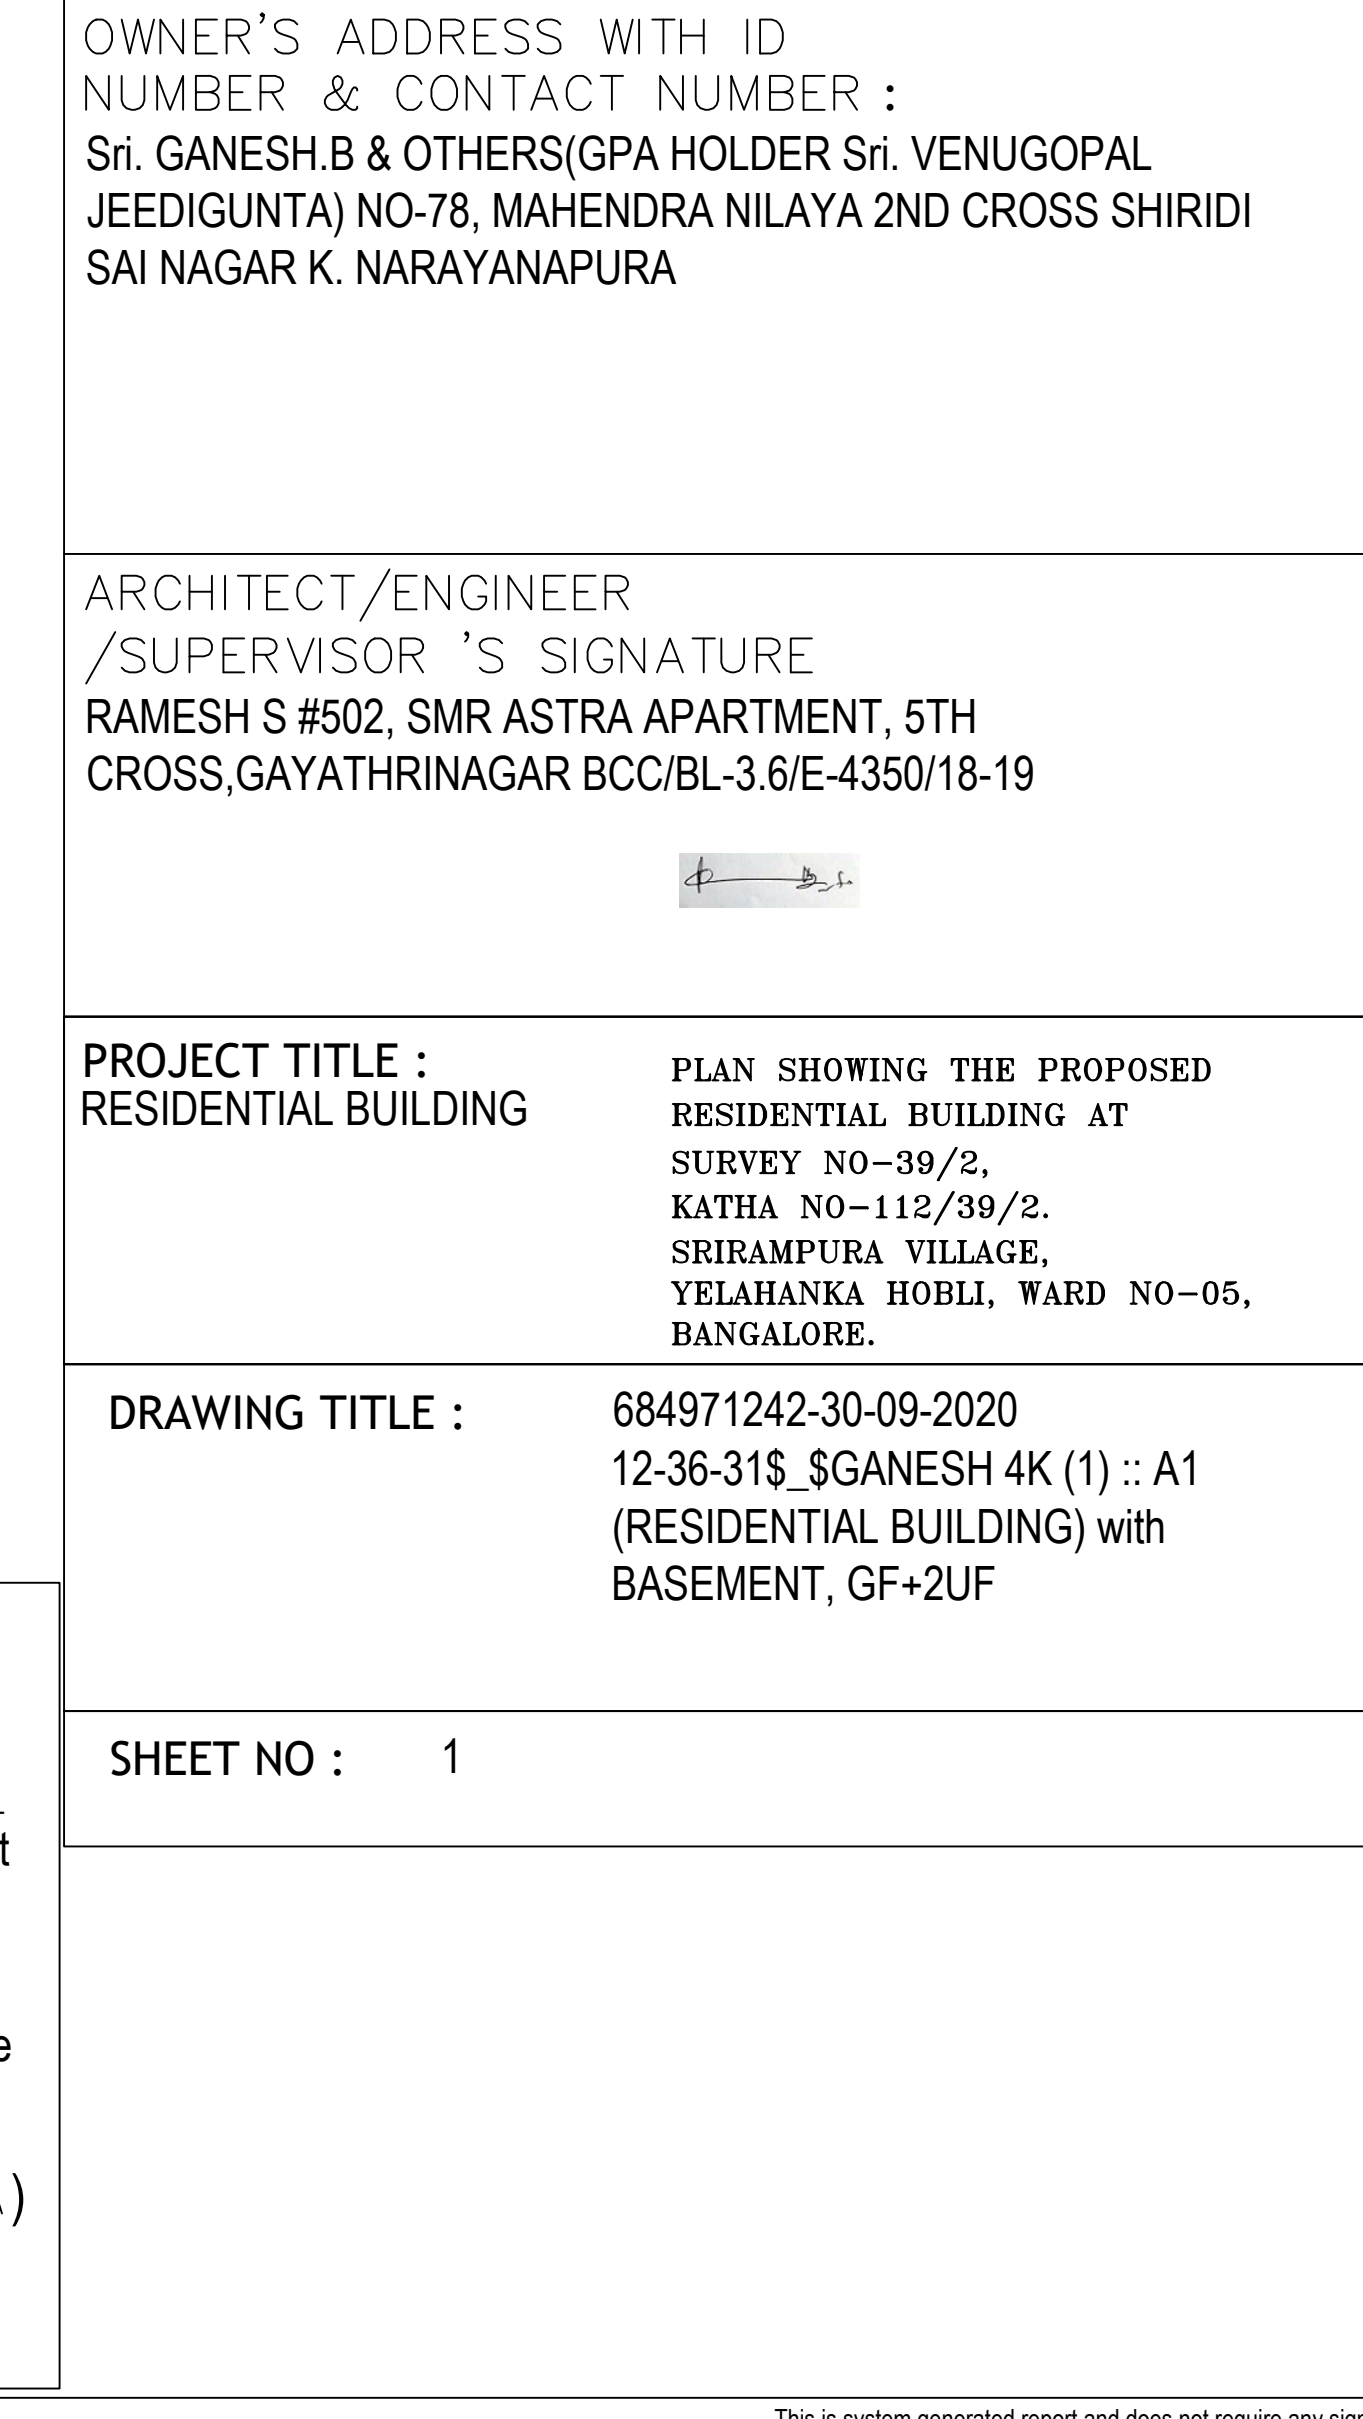 OWNER'S ADDRESS WITH ID
NUMBER & CONTACT NUMBER :
Sri. GANESH.B & OTHERS(GPA HOLDER Sri. VENUGOPAL
JEEDIGUNTA) NO-78, MAHENDRA NILAYA 2ND CROSS SHIRIDI
SAI NAGAR K. NARAYANAPURA
ARCHITECT/ENGINEER
/SUPERVISOR 'S SIGNATURE
RAMESH S #502, SMR ASTRA APARTMENT, 5TH
CROSS,GAYATHRINAGAR BCC/BL-3.6/E-4350/18-19
PROJECT TITLE :
RESIDENTIAL BUILDING
PLAN SHOWING THE PROPOSED
RESIDENTIAL BUILDING AT
SURVEY NO-39/2,
KATHA NO-112/39/2.
SRIRAMPURA VILLAGE,
YELAHANKA HOBLI, WARD NO-05,
BANGALORE.
DRAWING TITLE :
684971242-30-09-2020
12-36-31$_$GANESH 4K (1) :: A1
(RESIDENTIAL BUILDING) with
BASEMENT, GF+2UF
SHEET NO : 1
t
e
)
This is system generated report and does not require any sign